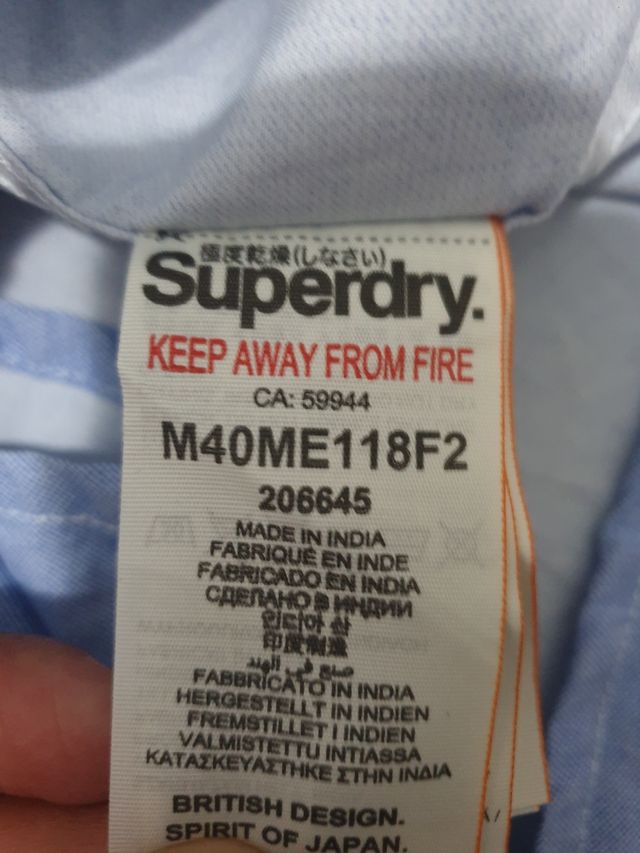 極度乾燥(しなさい)
Superdry.
KEEP AWAY FROM FIRE
CA: 59944
M40ME118F2
206645
MADE IN INDIA
FABRIQUÉ EN INDE
FABRICADO EN INDIA
СДЕЛАНО В ИНДИИ
인도아 산
印度制造
صنع في الهند
FABBRICATO IN INDIA
HERGESTELLT IN INDIEN
FREMSTILLET I INDIEN
VALMISTETTU INTIASSA
ΚΑΤΑΣΚΕΥΑΣΤΗΚΕ ΣΤΗΝ ΙΝΔΙΑ
BRITISH DESIGN.
SPIRIT OF JAPAN.